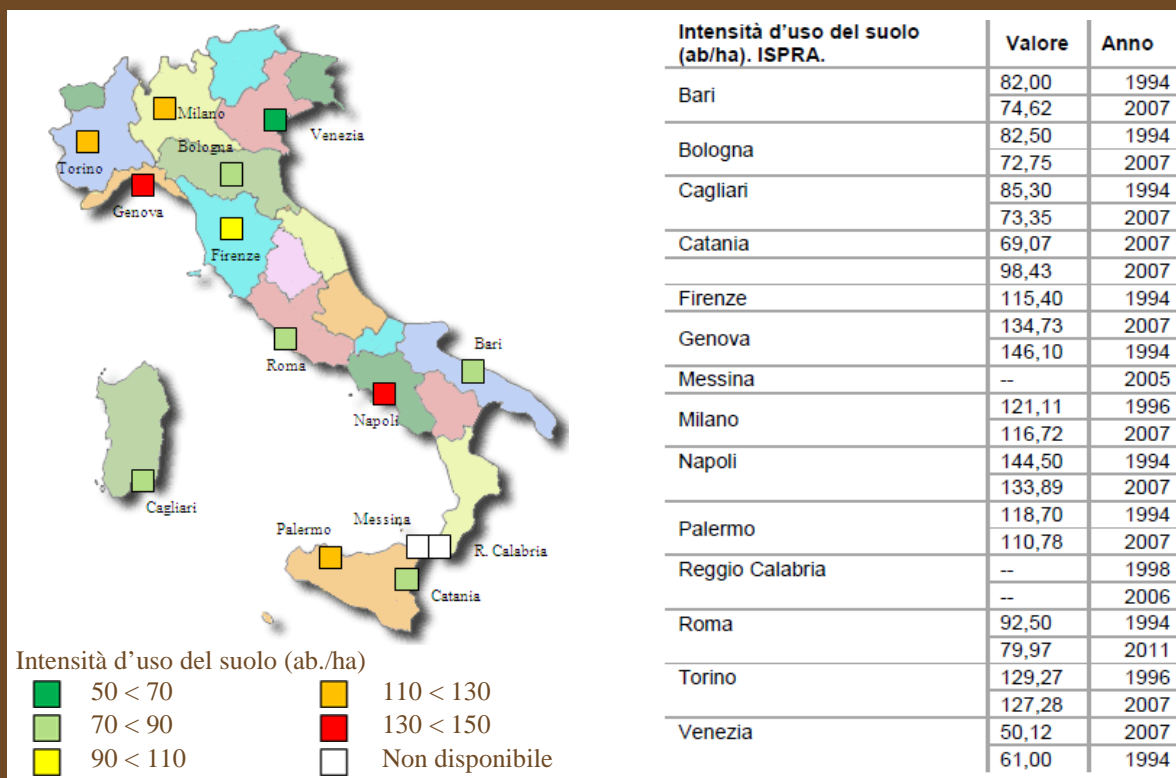 Milano
Bologna
Venezia
Torino
Genova
Firenze
Roma
Bari
Napoli
Cagliari
Messina
Palermo
R. Calabria
Catania
Intensità d’uso del suolo (ab./ha)
50 < 70
70 < 90
90 < 110
110 < 130
130 < 150
Non disponibile
Intensità d’uso del suolo
(ab/ha). ISPRA. Valore Anno
Bari 82,00 1994
74,62 2007
Bologna 82,50 1994
72,75 2007
Cagliari 85,30 1994
73,35 2007
Catania 69,07 2007
98,43 2007
Firenze 115,40 1994
Genova 134,73 2007
146,10 1994
Messina -- 2005
Milano 121,11 1996
116,72 2007
Napoli 144,50 1994
133,89 2007
Palermo 118,70 1994
110,78 2007
Reggio Calabria -- 1998
-- 2006
Roma 92,50 1994
79,97 2011
Torino 129,27 1996
127,28 2007
Venezia 50,12 2007
61,00 1994